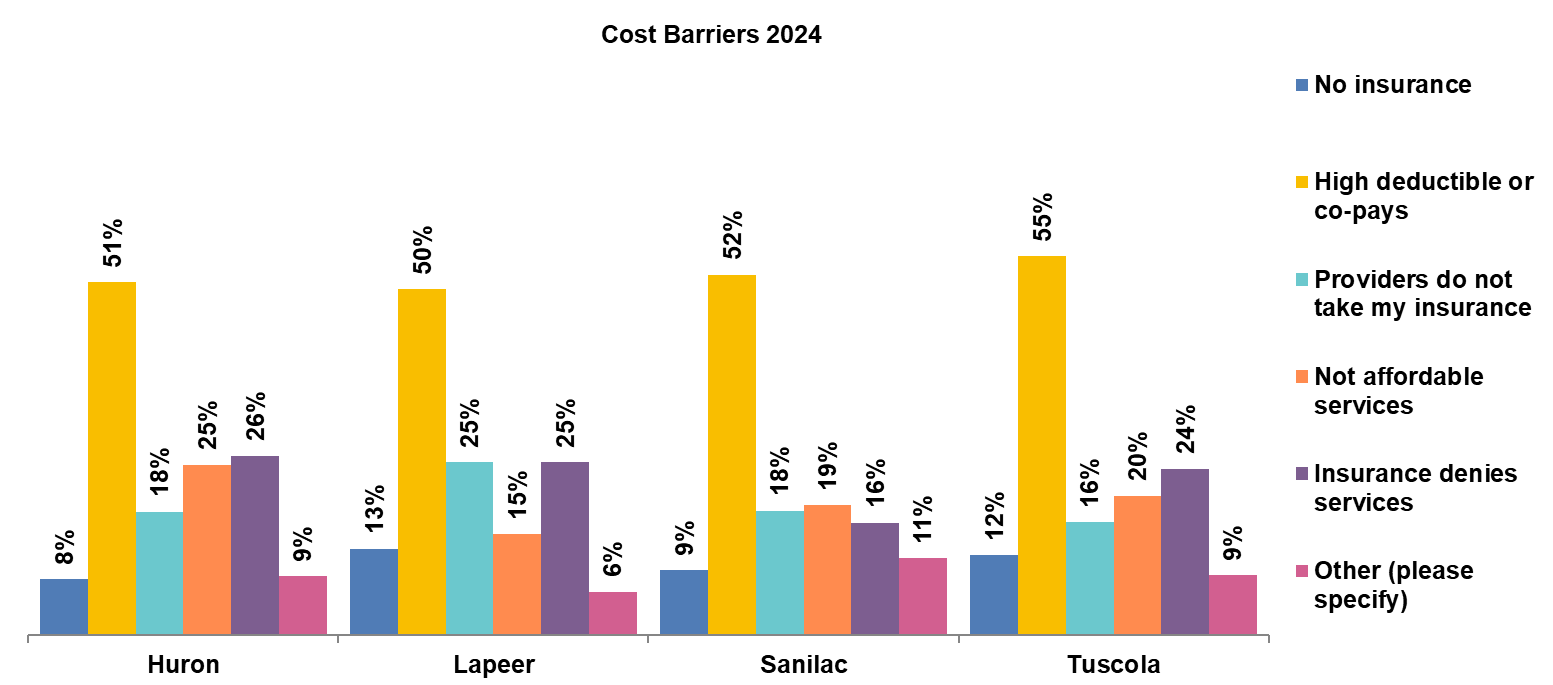 Cost Barriers 2024
8%
51%
18%
25%
26%
9%
13%
50%
25%
15%
25%
6%
9%
52%
18%
19%
16%
11%
12%
55%
16%
20%
24%
9%
Huron
Lapeer
Sanilac
Tuscola
No insurance
High deductible or
co-pays
Providers do not
take my insurance
Not affordable
services
Insurance denies
services
Other (please
specify)